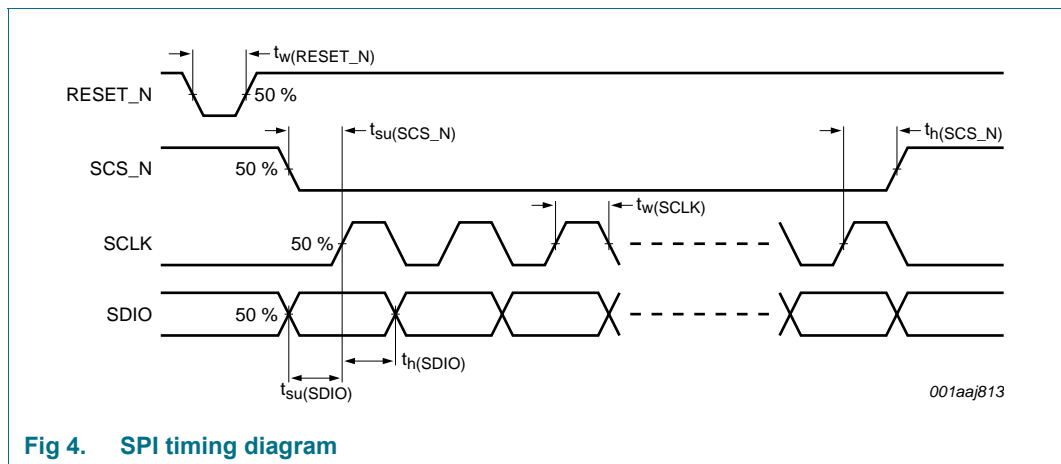 tw(RESET_N)
RESET_N
50 %
tsu(SCS_N)
th(SCS_N)
SCS_N
50 %
tw(SCLK)
SCLK
50 %
SDIO
50 %
th(SDIO)
tsu(SDIO)
001aaj813
Fig 4. SPI timing diagram